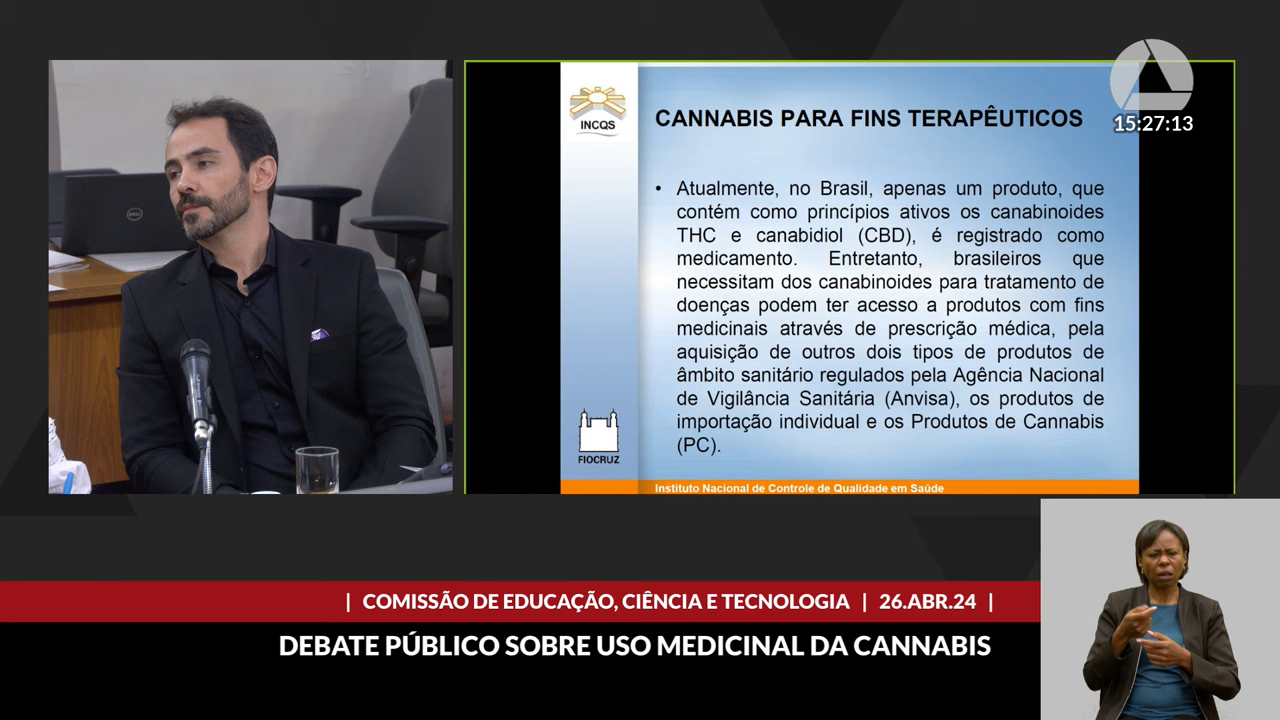 INCQS
CANNABIS PARA FINS TERAPÊUTICOS
15:27:13
• Atualmente, no Brasil, apenas um produto, que
contém como princípios ativos os canabinoides
THC e canabidiol (CBD), é registrado como
medicamento. Entretanto, brasileiros que
necessitam dos canabinoides para tratamento de
doenças podem ter acesso a produtos com fins
medicinais através de prescrição médica, pela
aquisição de outros dois tipos de produtos de
âmbito sanitário regulados pela Agência Nacional
de Vigilância Sanitária (Anvisa), os produtos de
importação individual e os Produtos de Cannabis
(PC).
FIOCRUZ
Instituto Nacional de Controle de Qualidade em Saúde
DELL
| COMISSÃO DE EDUCAÇÃO, CIÊNCIA E TECNOLOGIA | 26.ABR.24 |
DEBATE PÚBLICO SOBRE USO MEDICINAL DA CANNABIS